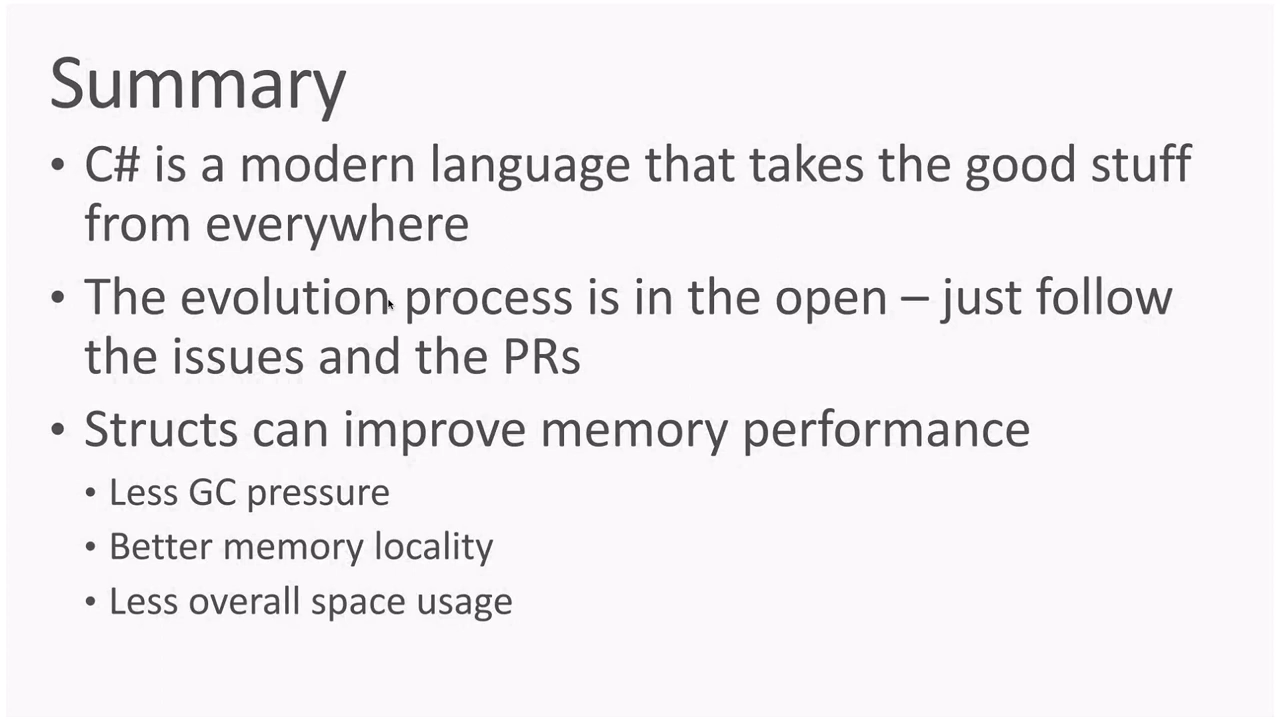 Summary
• C# is a modern language that takes the good stuff
from everywhere
• The evolution process is in the open – just follow
the issues and the PRs
• Structs can improve memory performance
• Less GC pressure
• Better memory locality
• Less overall space usage